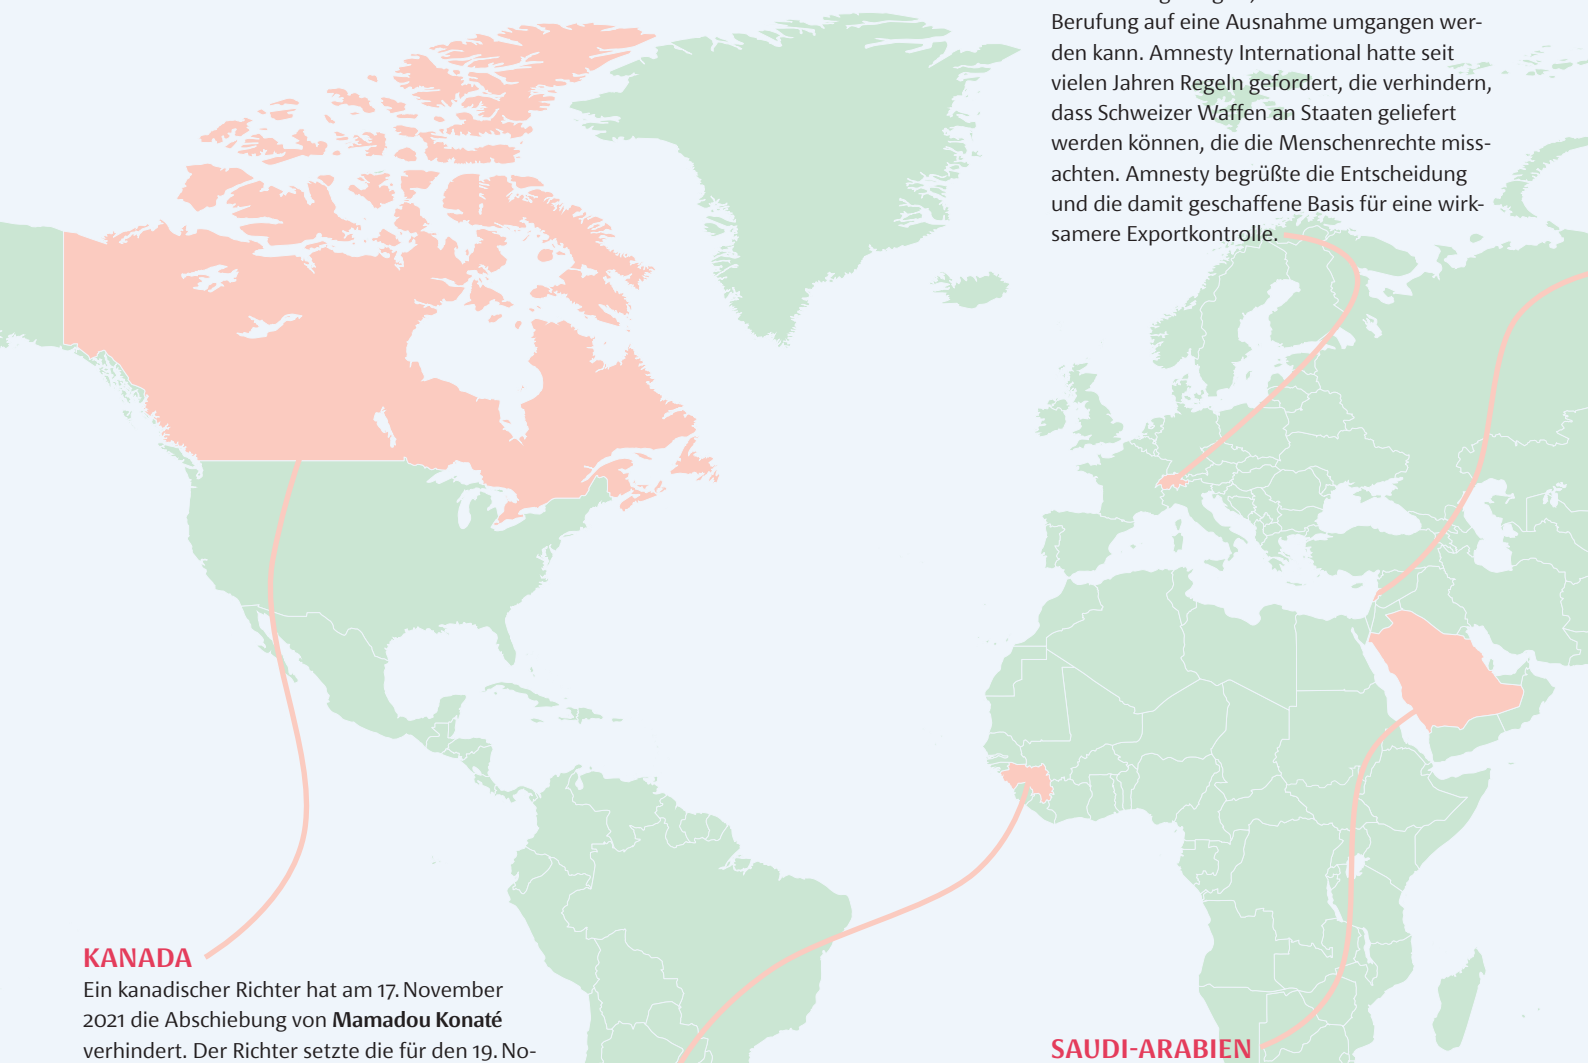 Berufung auf eine Ausnahme umgangen wer-
den kann. Amnesty International hatte seit
vielen Jahren Regeln gefordert, die verhindern,
dass Schweizer Waffen an Staaten geliefert
werden können, die die Menschenrechte miss-
achten. Amnesty begrüßte die Entscheidung
und die damit geschaffene Basis für eine wirk-
samere Exportkontrolle.
KANADA
Ein kanadischer Richter hat am 17. November
2021 die Abschiebung von Mamadou Konaté
verhindert. Der Richter setzte die für den 19. No-
SAUDI-ARABIEN